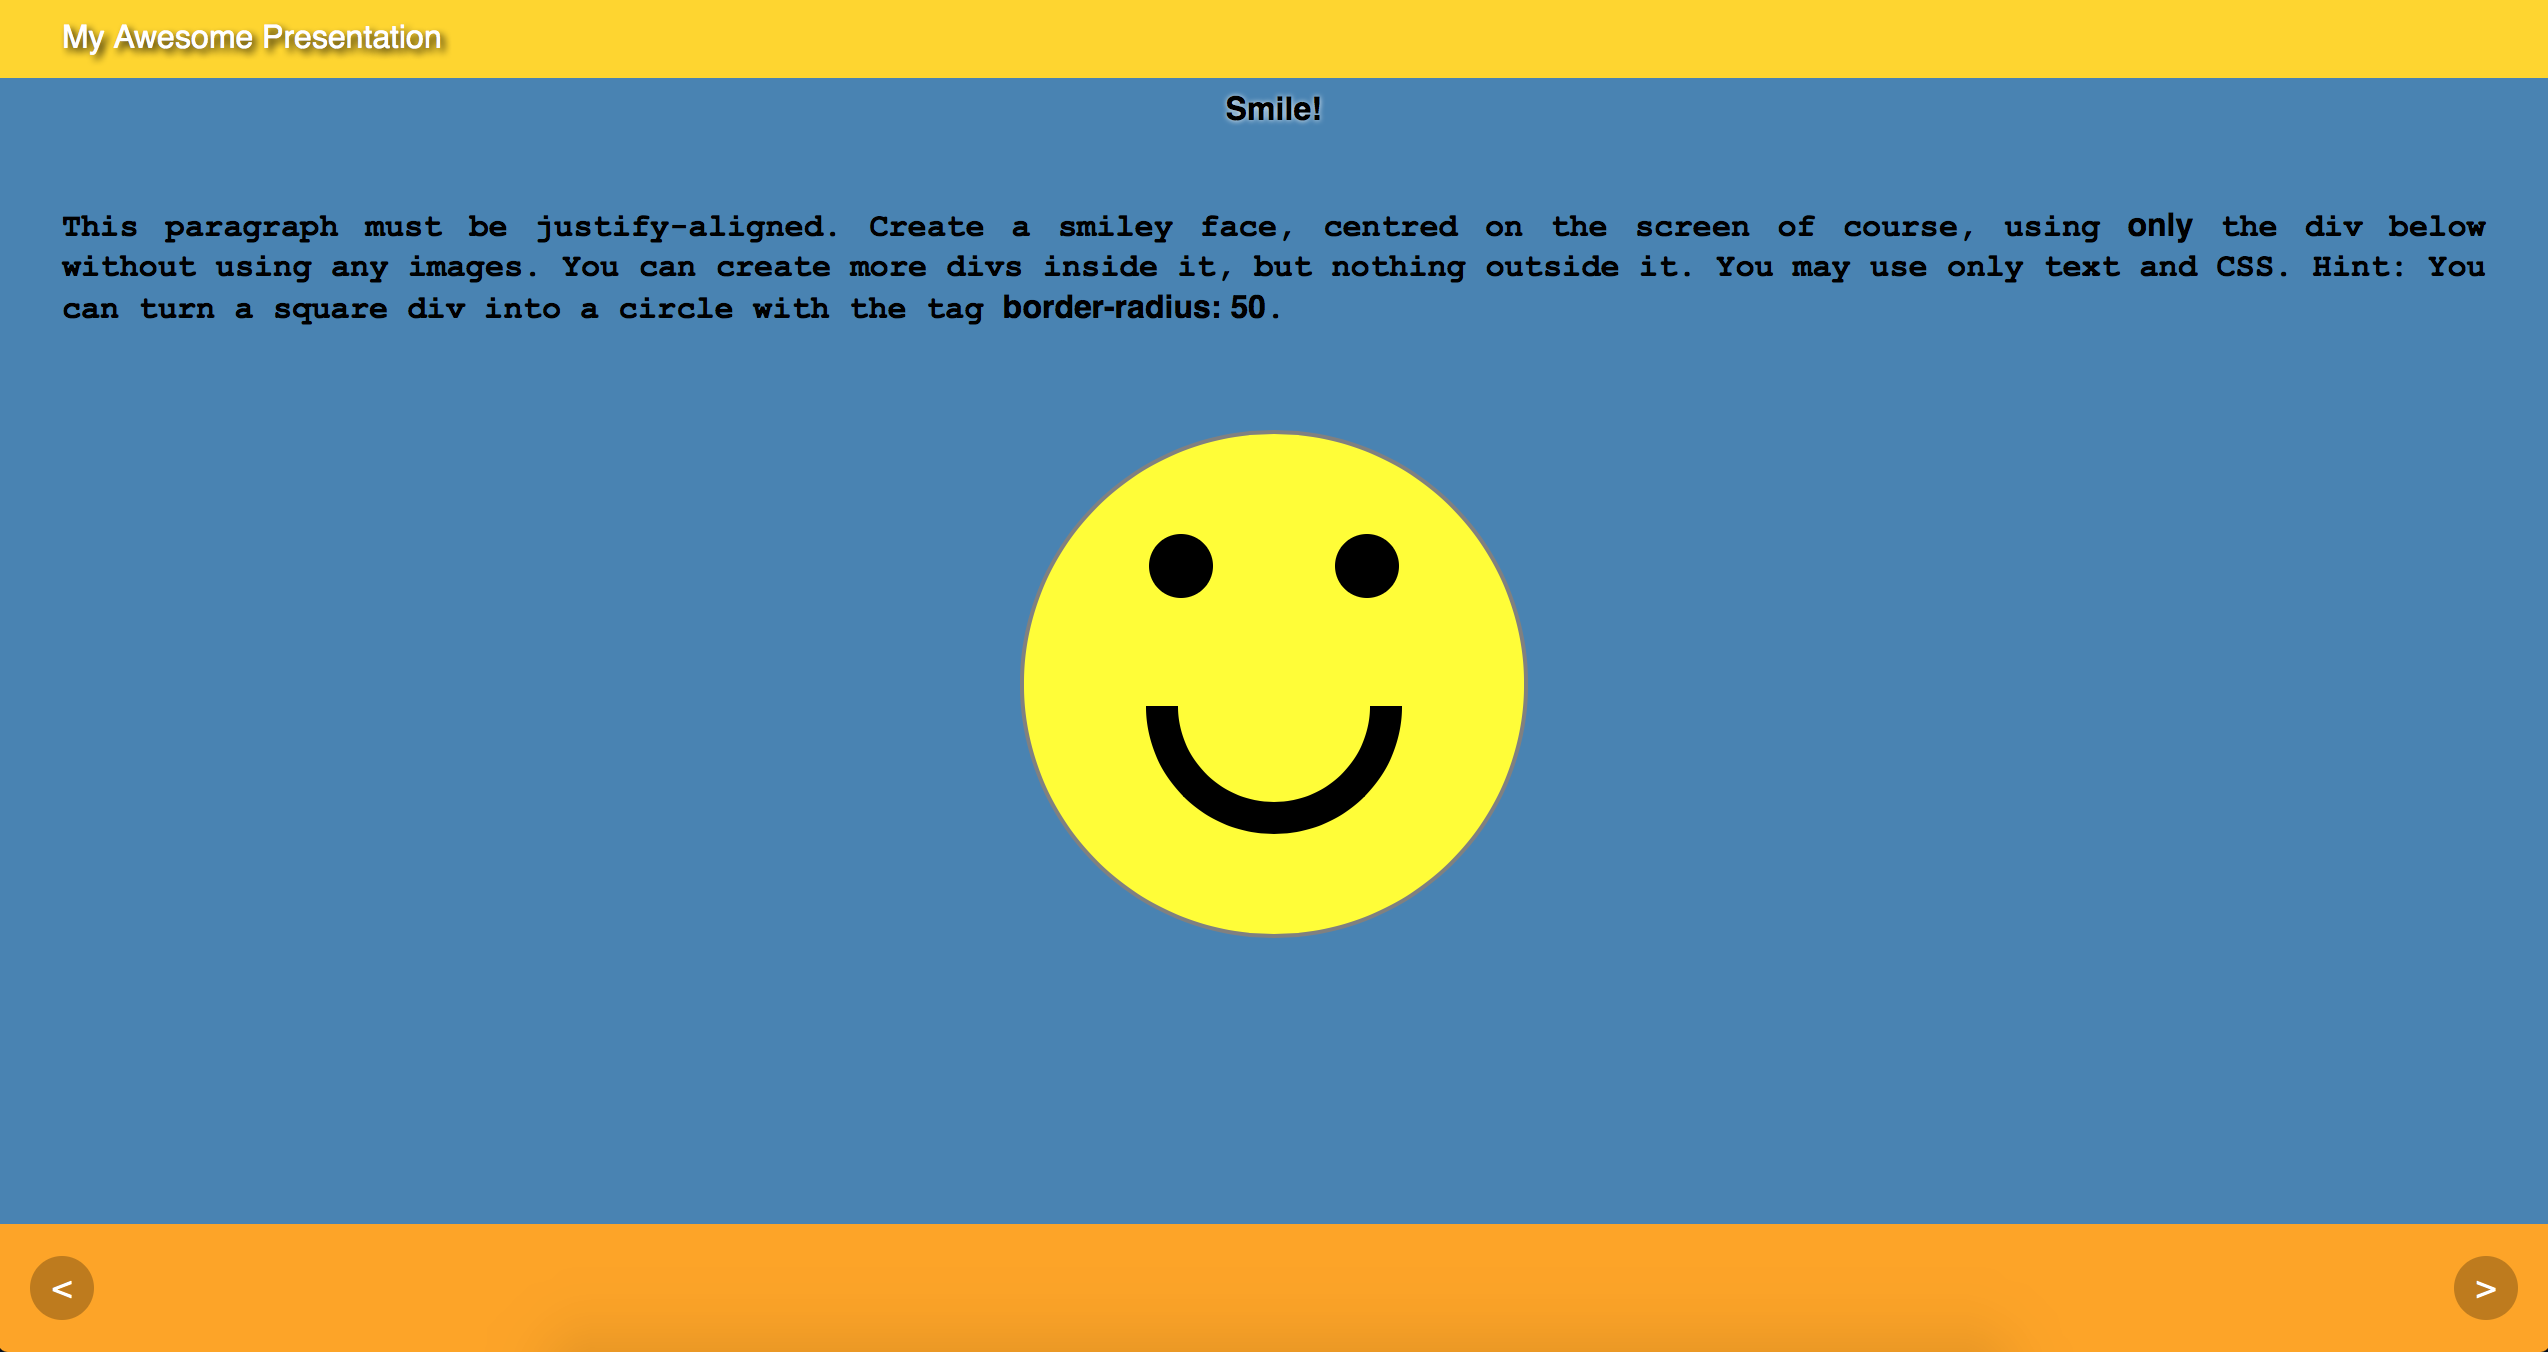 My Awesome Presentation
Smile!
This paragraph must be justify-aligned. Create a smiley face, centred on the screen of course, using only the div below
without using any images. You can create more divs inside it, but nothing outside it. You may use only text and CSS. Hint: You
can turn a square div into a circle with the tag border-radius: 50.
< >